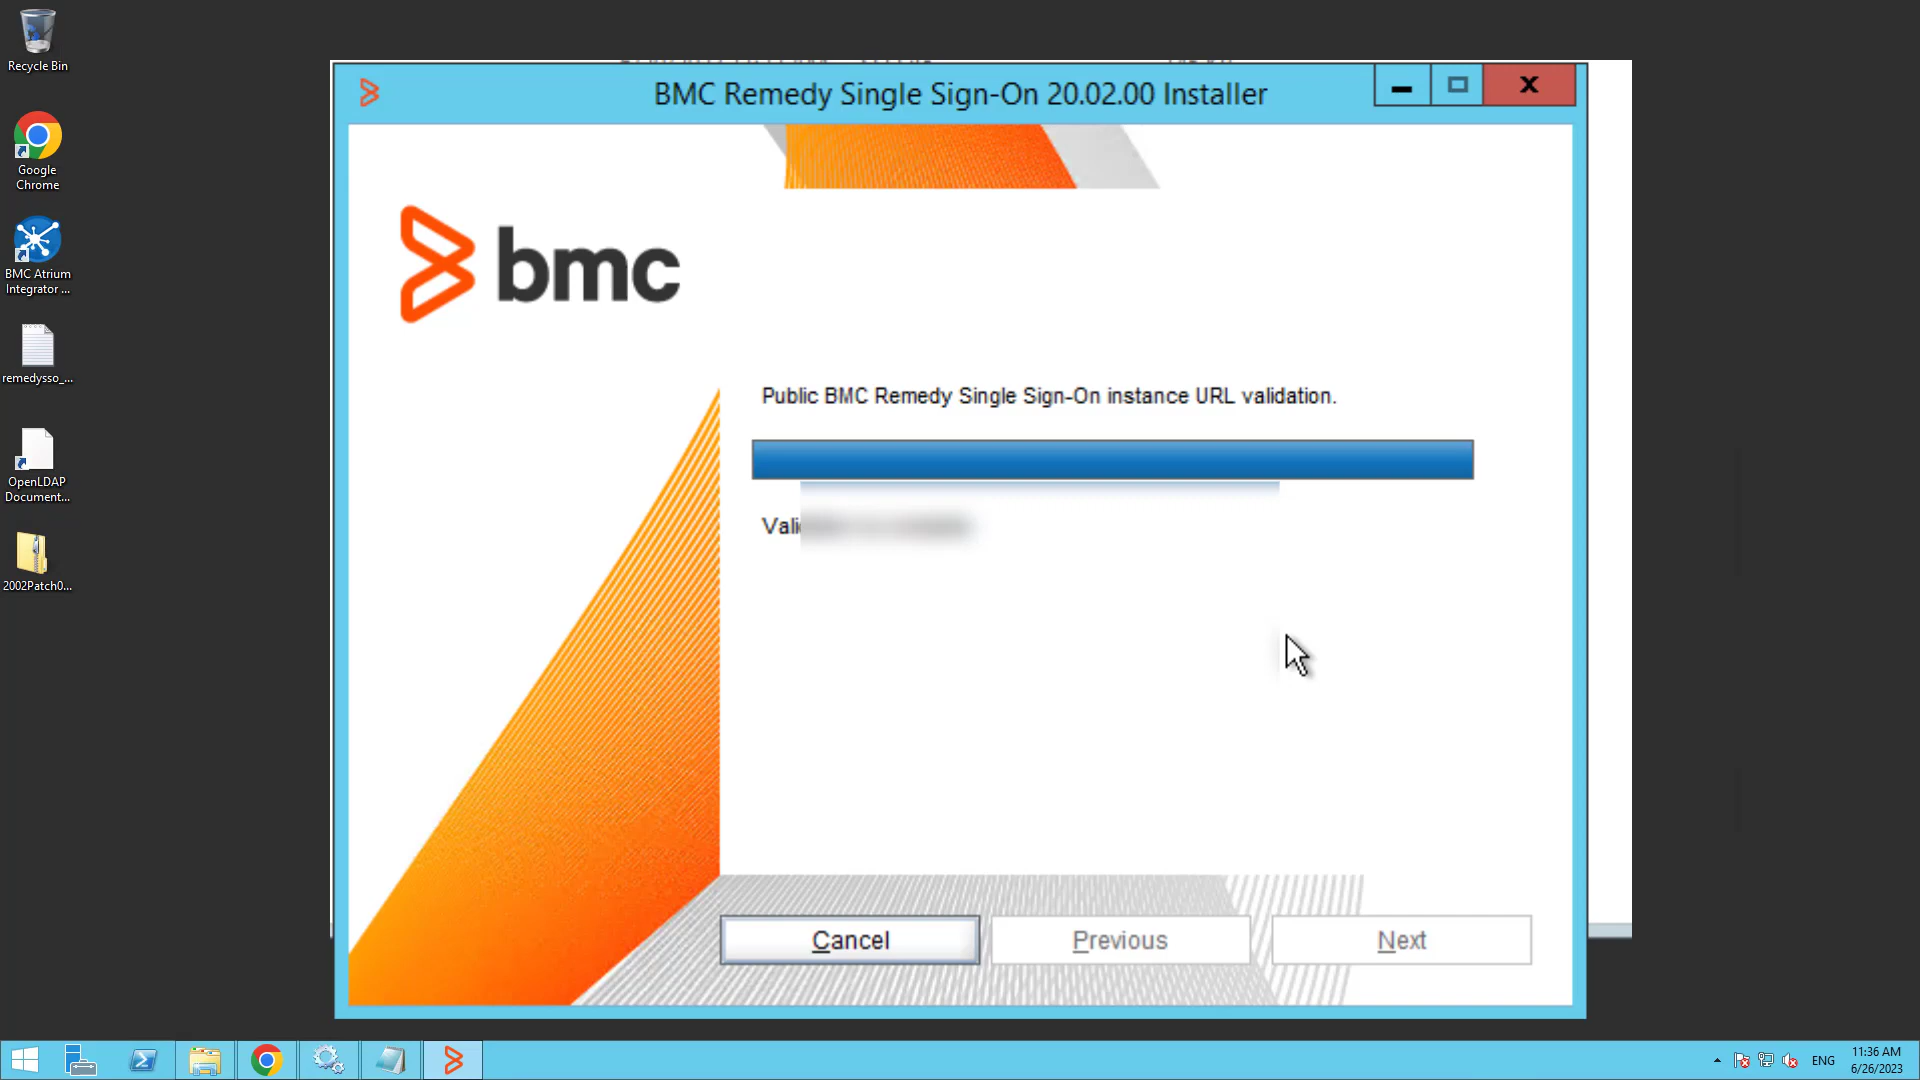 Recycle Bin
Google
Chrome
BMC Atrium
Integrator ...
remedysso_...
OpenLDAP
Document...
2002Patch0...
BMC Remedy Single Sign-On 20.02.00 Installer
bmc
Public BMC Remedy Single Sign-On instance URL validation.
Cancel
Previous
Next
ENG
11:36 AM
6/26/2023